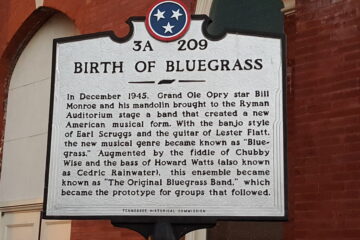 3A 209
BIRTH OF BLUEGRASS
In December 1945, Grand Ole Opry star Bill
Monroe and his mandolin brought to the Ryman
Auditorium stage a band that created a new
American musical form. With the banjo style
of Earl Scruggs and the guitar of Lester Flatt,
the new musical genre became known as "Blue-
grass." Augmented by the fiddle of Chubby
Wise and the bass of Howard Watts (also known
as Cedric Rainwater), this ensemble became
known as "The Original Bluegrass Band," which
became the prototype for groups that followed.
TENNESSEE HISTORICAL COMMISSION